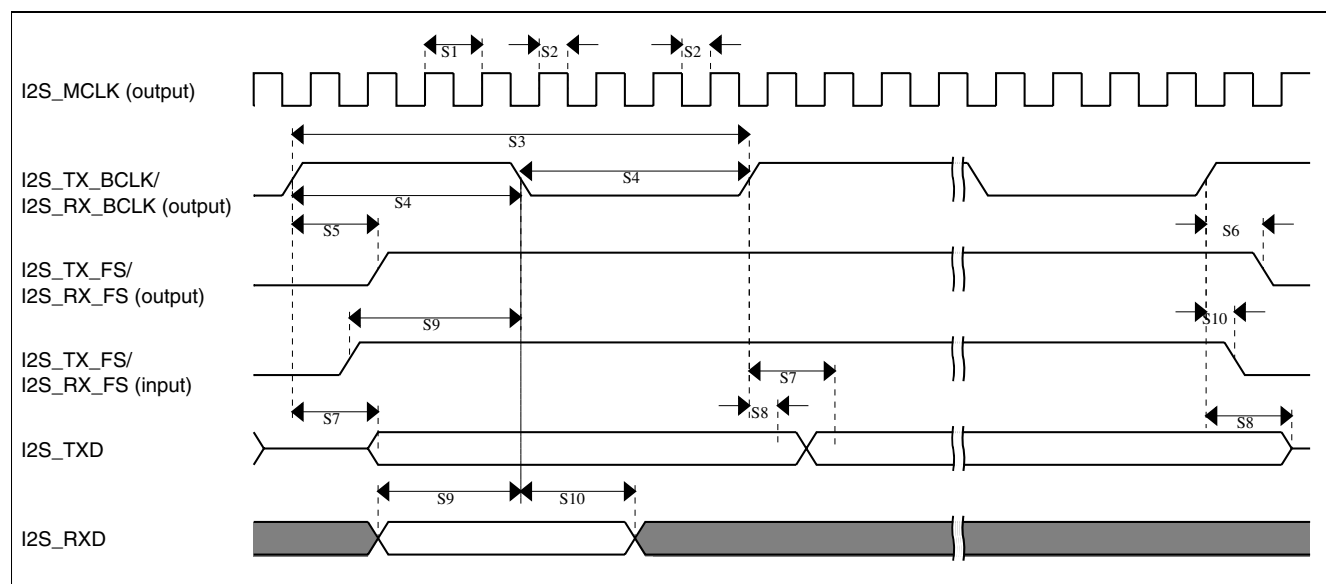 S1
S2
S2
I2S_MCLK (output)
S3
I2S_TX_BCLK/
I2S_RX_BCLK (output)
S4
S4
S5
S6
I2S_TX_FS/
I2S_RX_FS (output)
S9
S10
I2S_TX_FS/
I2S_RX_FS (input)
S7
S7
S8
S8
I2S_TXD
S9
S10
I2S_RXD